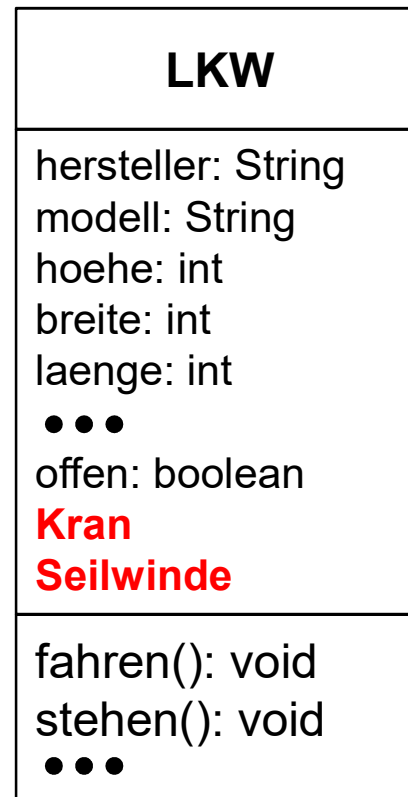 LKW
hersteller: String
modell: String
hoehe: int
breite: int
laenge: int
●●●
offen: boolean
Kran
Seilwinde
fahren(): void
stehen(): void
●●●